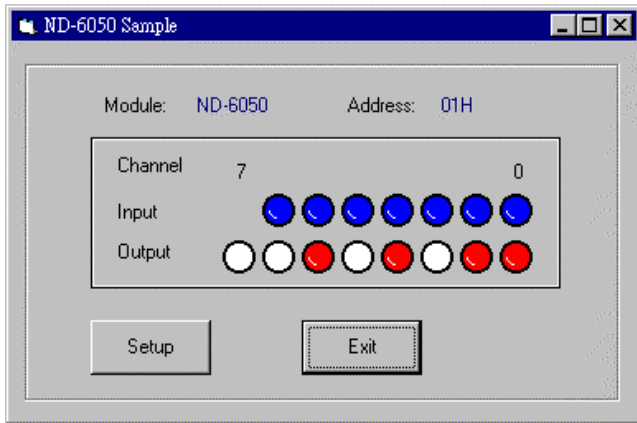 ND-6050 Sample
Module: ND-6050 Address: 01H
Channel 7 0
Input
Output
Setup Exit